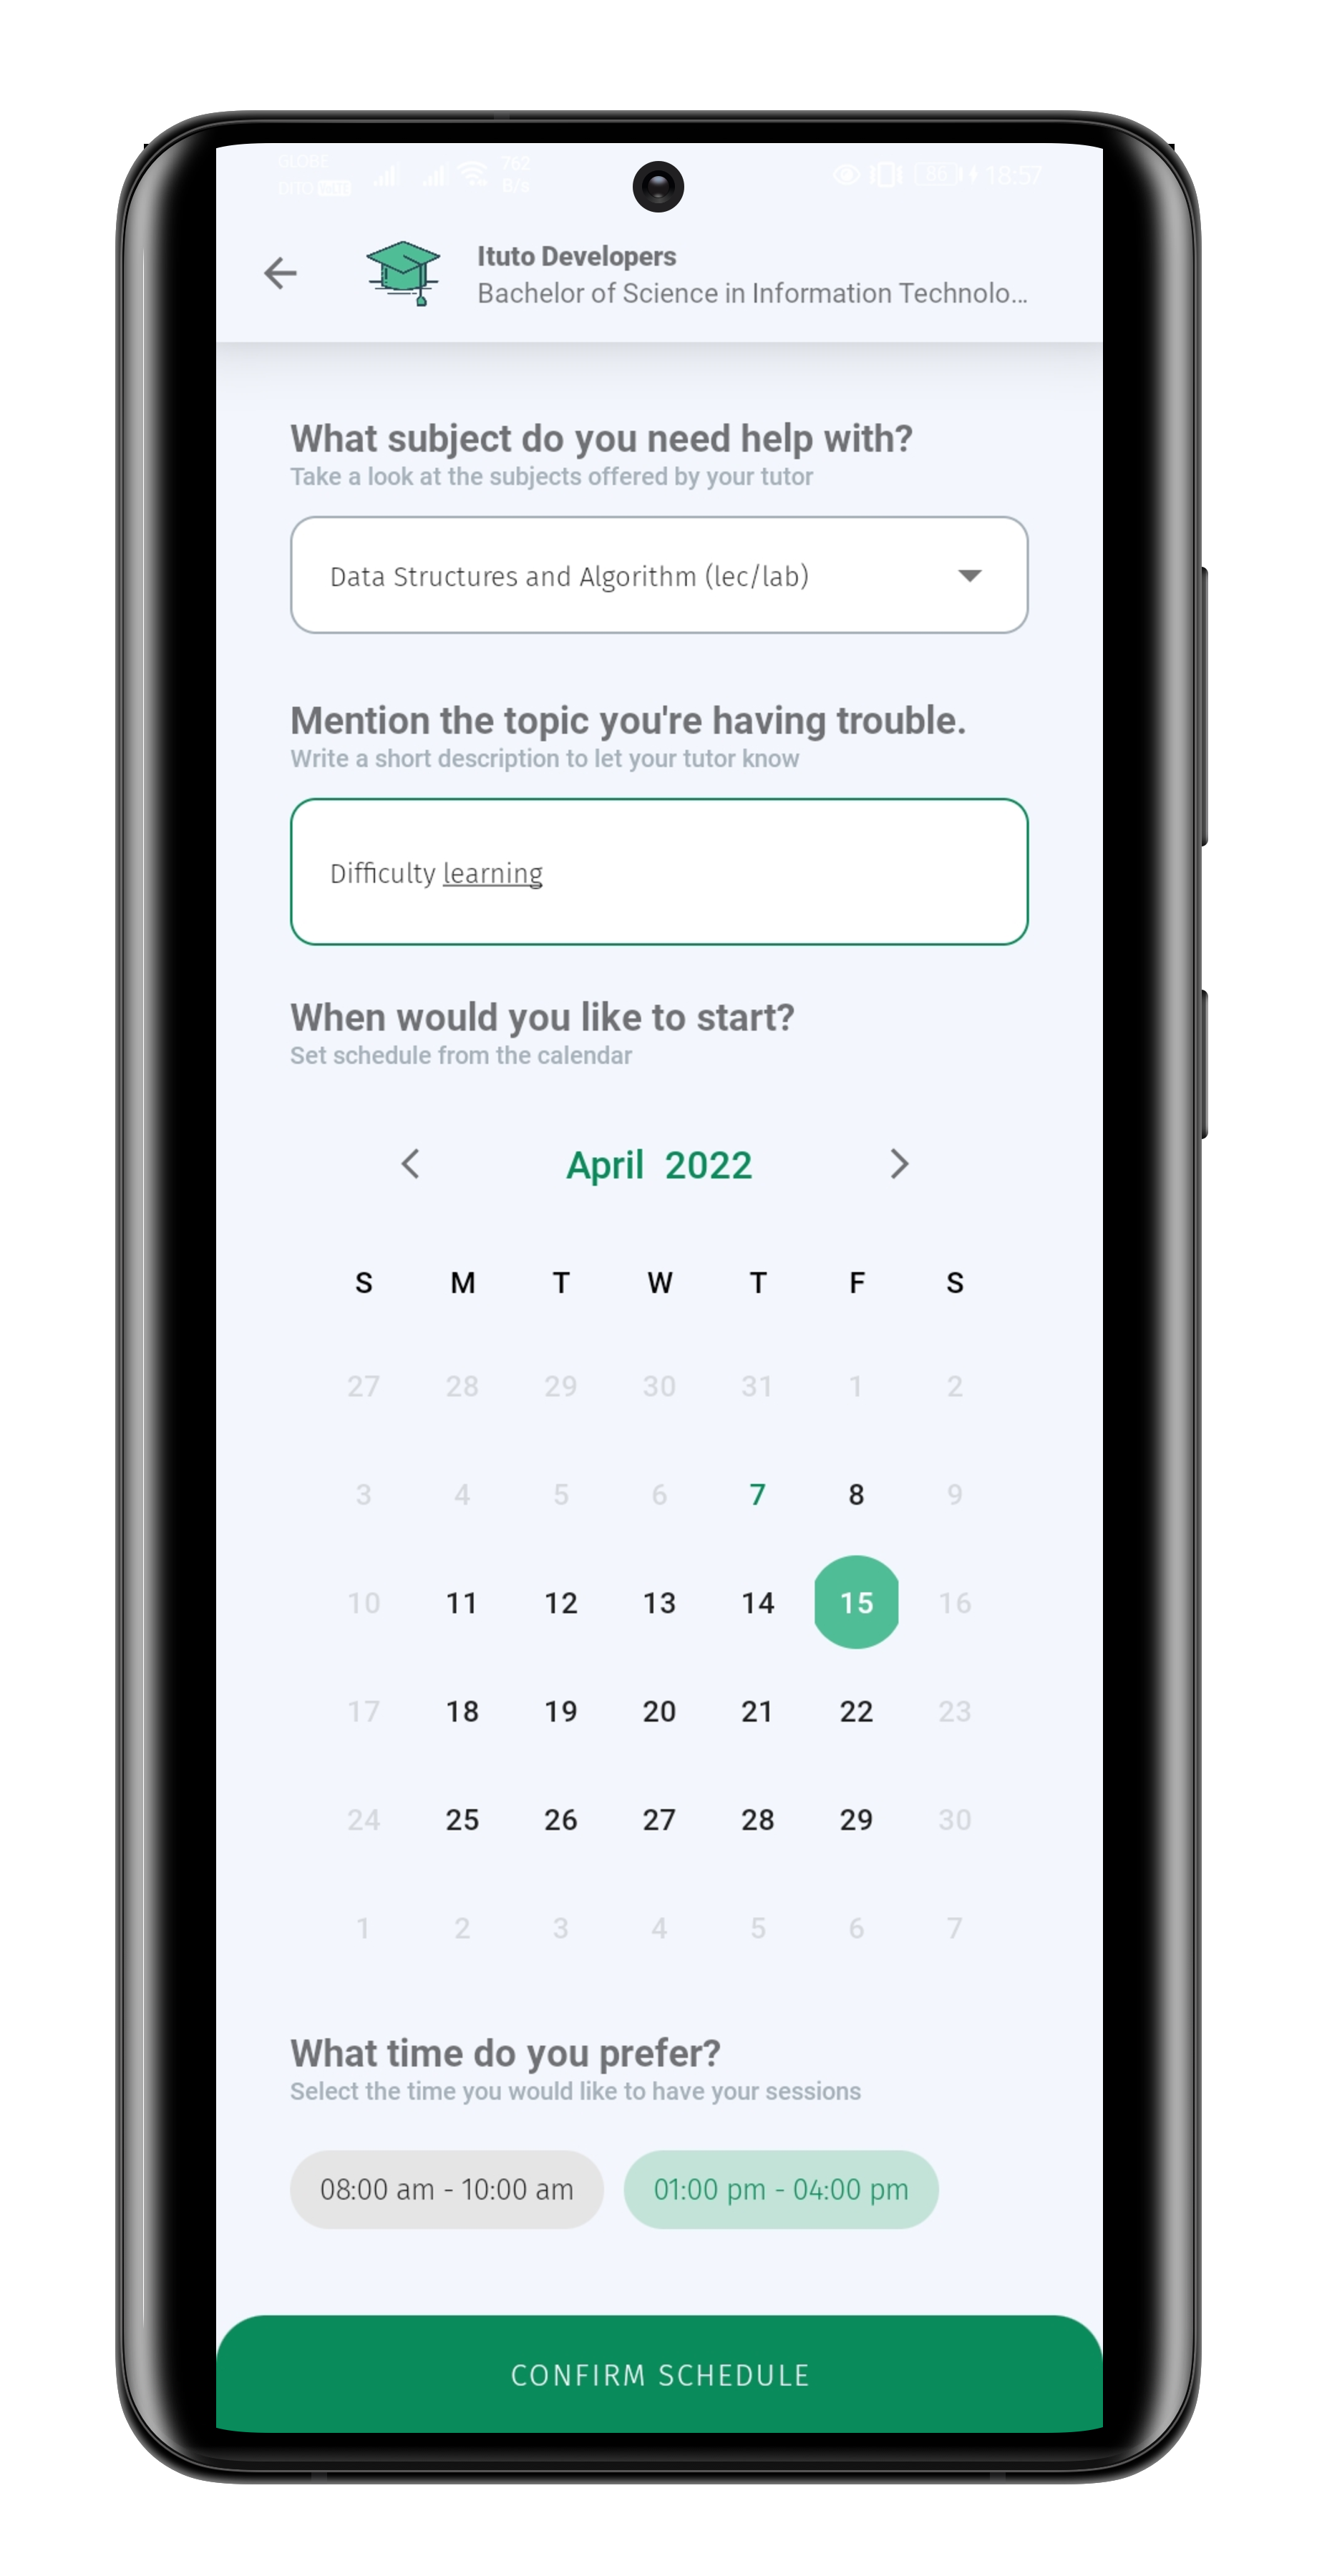 GLOBE
762
B/s
86
18:57
Ituto Developers
Bachelor of Science in Information Technolo...
What subject do you need help with?
Take a look at the subjects offered by your tutor
Data Structures and Algorithm (lec/lab)
Mention the topic you're having trouble.
Write a short description to let your tutor know
Difficulty learning
When would you like to start?
Set schedule from the calendar
April 2022
S M T W T F S
27 28 29 30 31 1 2
3 4 5 6 7 8 9
10 11 12 13 14 15 16
17 18 19 20 21 22 23
24 25 26 27 28 29 30
1 2 3 4 5 6 7
What time do you prefer?
Select the time you would like to have your sessions
08:00 am - 10:00 am 01:00 pm - 04:00 pm
CONFIRM SCHEDULE